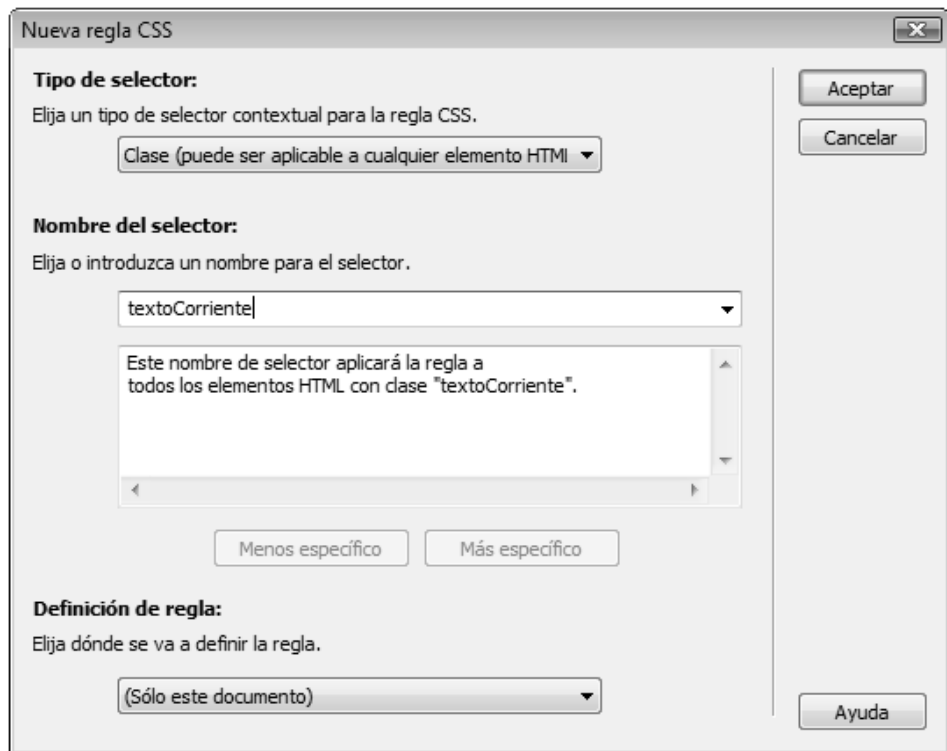 Nueva regla CSS
Tipo de selector:
Elija un tipo de selector contextual para la regla CSS.
Clase (puede ser aplicable a cualquier elemento HTMl
Nombre del selector:
Elija o introduzca un nombre para el selector.
textoCorriente
Este nombre de selector aplicará la regla a
todos los elementos HTML con clase "textoCorriente".
Menos específico
Más específico
Definición de regla:
Elija dónde se va a definir la regla.
(Sólo este documento)
Aceptar
Cancelar
Ayuda